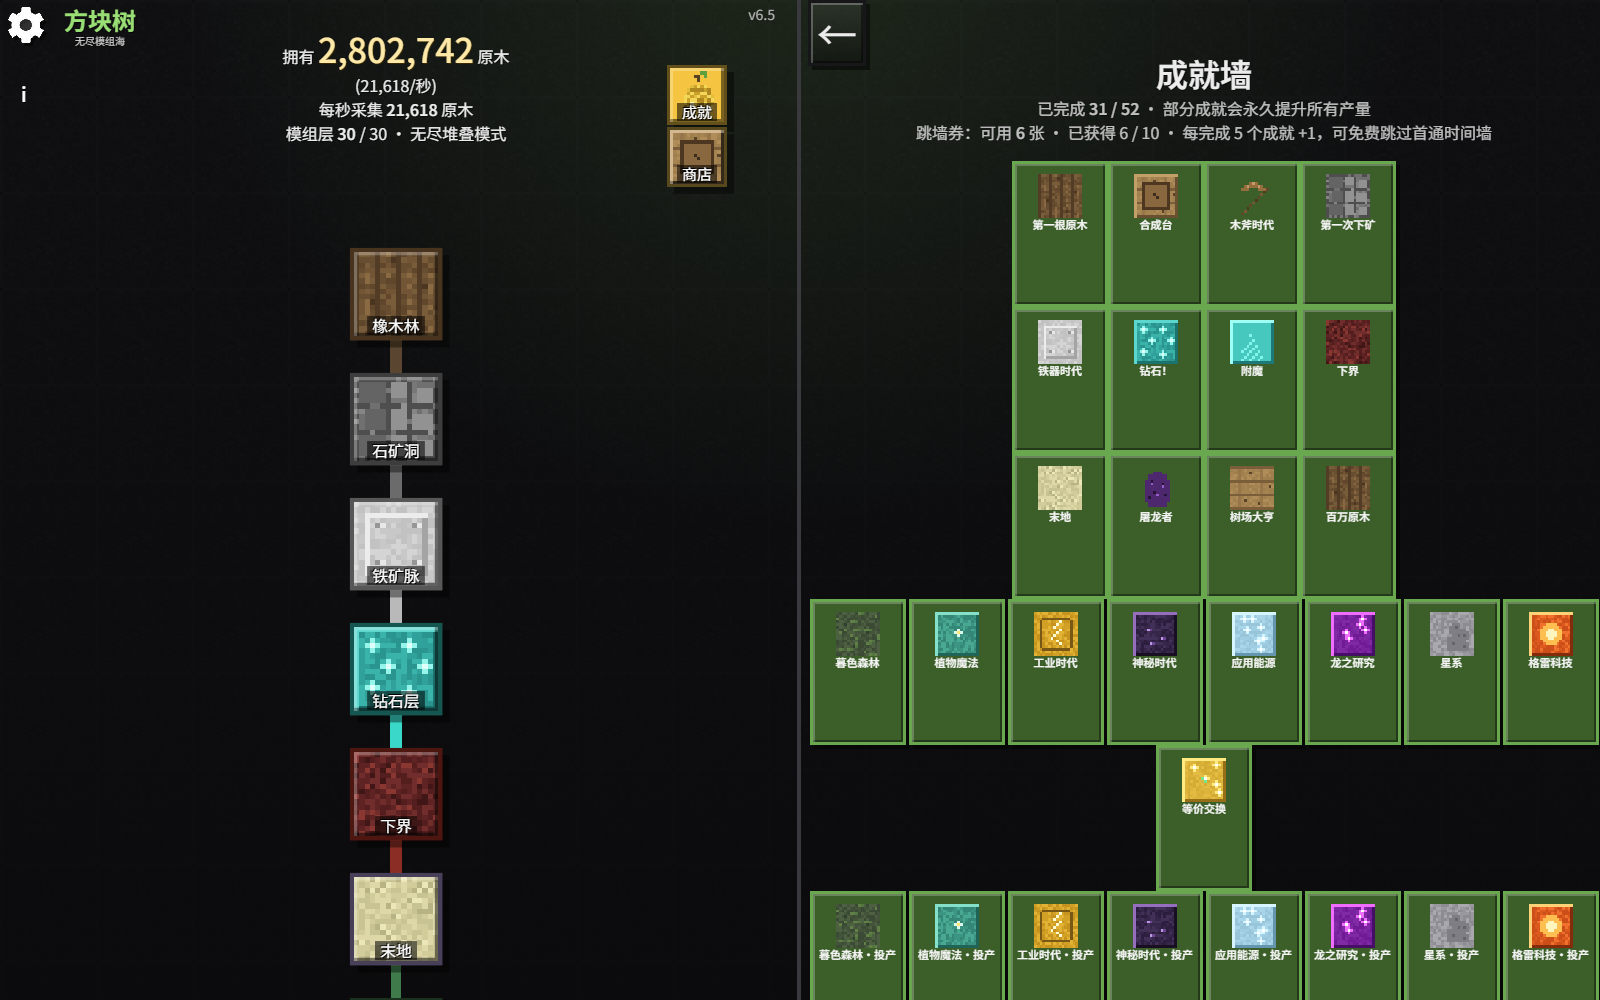 方块树
无尽模组海
i
v6.5
拥有 2,802,742 原木
(21,618/秒)
每秒采集 21,618 原木
模组层 30 / 30 • 无尽堆叠模式
成就
商店
橡木林
石矿洞
铁矿脉
钻石层
下界
末地
←
成就墙
已完成 31 / 52 • 部分成就会永久提升所有产量
跳墙券：可用 6 张 • 已获得 6 / 10 • 每完成 5 个成就 +1，可免费跳过首通时间墙
第一根原木 合成台 木斧时代 第一次下矿
铁器时代 钻石！ 附魔 下界
末地 屠龙者 树场大亨 百万原木
暮色森林 植物魔法 工业时代 神秘时代 应用能源 龙之研究 星系 格雷科技
等价交换
暮色森林・投产 植物魔法・投产 工业时代・投产 神秘时代・投产 应用能源・投产 龙之研究・投产 星系・投产 格雷科技・投产